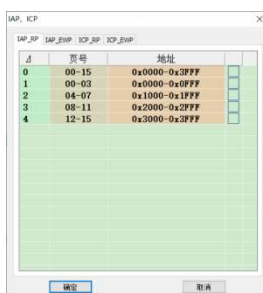 IAP、ICP
IAP_RP IAP_EWP ICP_RP ICP_EWP
页号 地址
0 00-15 0x0000-0x3FFF
1 00-03 0x0000-0x0FFF
2 04-07 0x1000-0x1FFF
3 08-11 0x2000-0x2FFF
4 12-15 0x3000-0x3FFF
确定 取消